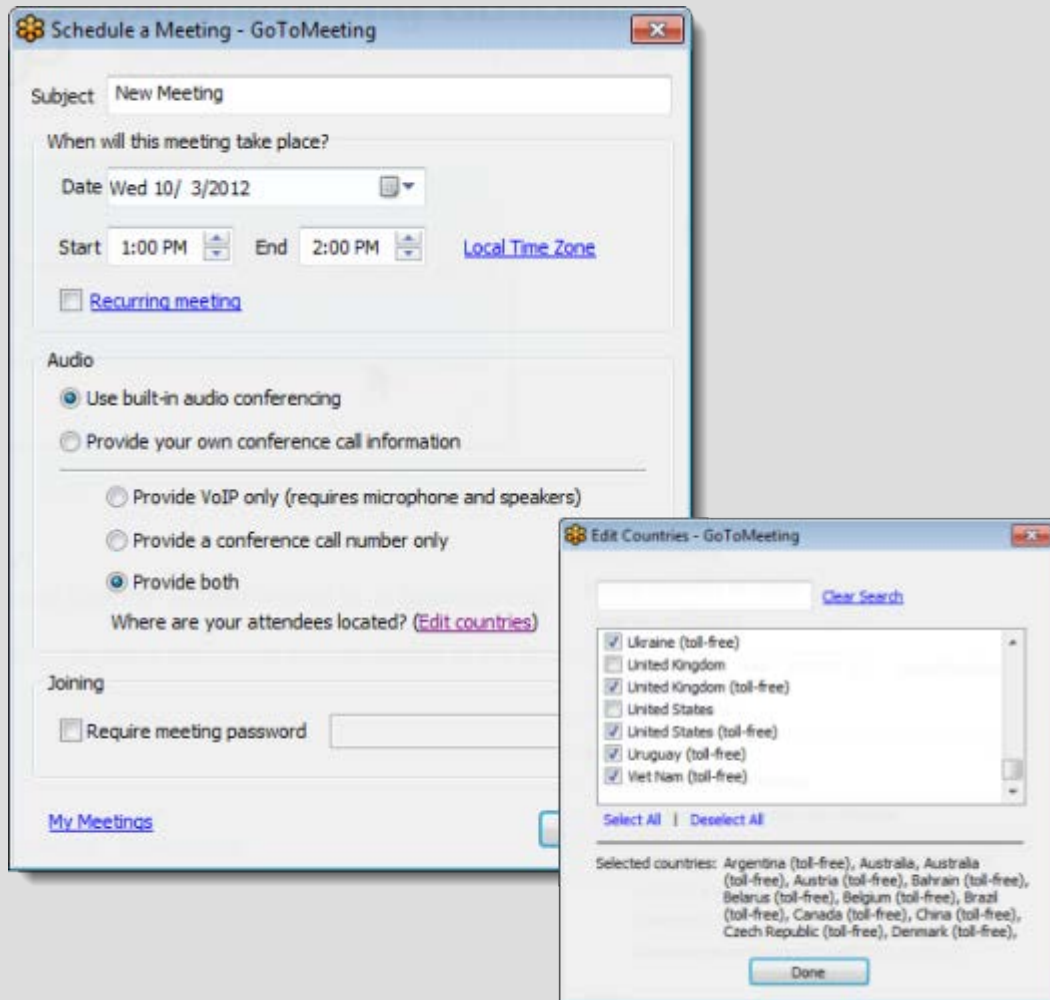 Schedule a Meeting - GoToMeeting
Subject New Meeting
When will this meeting take place?
Date Wed 10/ 3/2012
Start 1:00 PM End 2:00 PM Local Time Zone
Recurring meeting
Audio
Use built-in audio conferencing
Provide your own conference call information
Provide VoIP only (requires microphone and speakers)
Provide a conference call number only
Provide both
Where are your attendees located? (Edit countries)
Joining
Require meeting password
My Meetings
Edit Countries - GoToMeeting
Clear Search
Ukraine (toll-free)
United Kingdom
United Kingdom (toll-free)
United States
United States (toll-free)
Uruguay (toll-free)
Viet Nam (toll-free)
Select All | Deselect All
Selected countries: Argentina (toll-free), Australia, Australia
(toll-free), Austria (toll-free), Bahrain (toll-free),
Belarus (toll-free), Belgium (toll-free), Brazil
(toll-free), Canada (toll-free), China (toll-free),
Czech Republic (toll-free), Denmark (toll-free),
Done